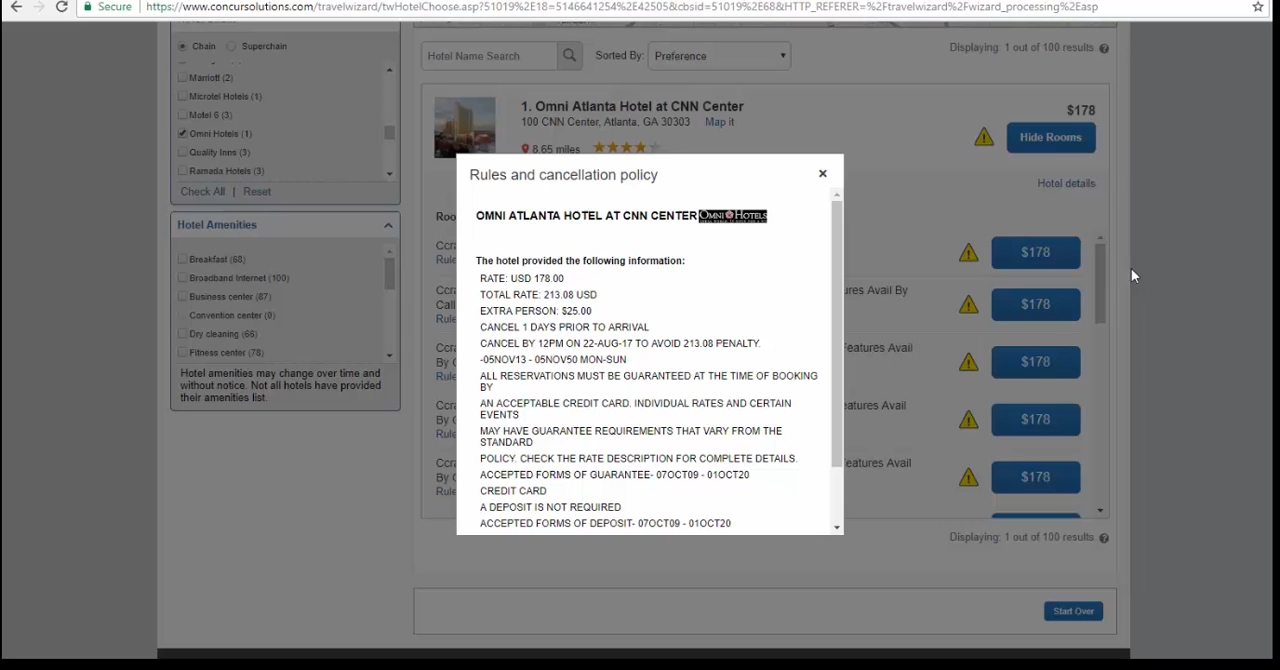 Secure
https://www.concursolutions.com/travelwizard/twHotelChoose.asp?51019%2E18=5146641254%2E42505&cbsid=51019%2E68&HTTP_REFERER=%2Ftravelwizard%2Fwizard_processing%2Easp
Chain Superchain
Marriott (2)
Microtel Hotels (1)
Motel 6 (3)
Omni Hotels (1)
Quality Inns (3)
Ramada Hotels (3)
Check All | Reset
Hotel Amenities
Breakfast (68)
Broadband Internet (100)
Business center (87)
Convention center (0)
Dry cleaning (66)
Fitness center (78)
Hotel amenities may change over time and
without notice. Not all hotels have provided
their amenities list.
Hotel Name Search
Sorted By: Preference
Displaying: 1 out of 100 results
1. Omni Atlanta Hotel at CNN Center
100 CNN Center, Atlanta, GA 30303 Map it
8.65 miles
$178
Hide Rooms
Hotel details
Rules and cancellation policy
×
OMNI ATLANTA HOTEL AT CNN CENTER OMNI HOTELS
The hotel provided the following information:
RATE: USD 178.00
TOTAL RATE: 213.08 USD
EXTRA PERSON: $25.00
CANCEL 1 DAYS PRIOR TO ARRIVAL
CANCEL BY 12PM ON 22-AUG-17 TO AVOID 213.08 PENALTY.
-05NOV13 - 05NOV50 MON-SUN
ALL RESERVATIONS MUST BE GUARANTEED AT THE TIME OF BOOKING
BY
AN ACCEPTABLE CREDIT CARD. INDIVIDUAL RATES AND CERTAIN
EVENTS
MAY HAVE GUARANTEE REQUIREMENTS THAT VARY FROM THE
STANDARD
POLICY. CHECK THE RATE DESCRIPTION FOR COMPLETE DETAILS.
ACCEPTED FORMS OF GUARANTEE- 07OCT09 - 01OCT20
CREDIT CARD
A DEPOSIT IS NOT REQUIRED
ACCEPTED FORMS OF DEPOSIT- 07OCT09 - 01OCT20
Roo
Ccra
Rule
$178
Ccra
ures Avail By
Call
Rule
$178
Ccra
Features Avail
By C
Rule
$178
Ccra
Features Avail
By C
Rule
$178
Ccra
Features Avail
By C
Rule
$178
Displaying: 1 out of 100 results
Start Over